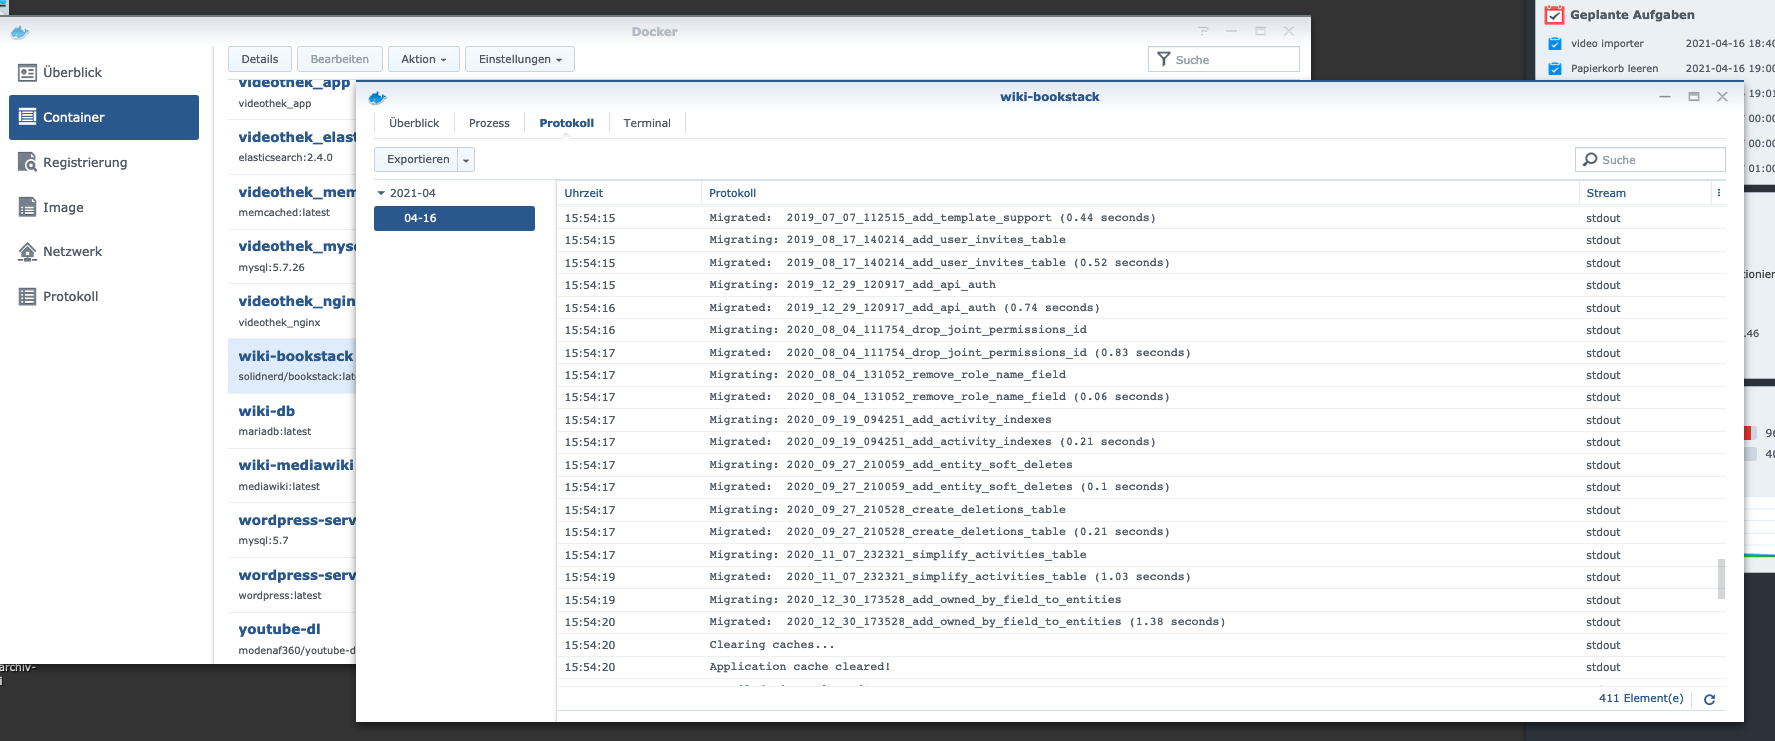 Docker
Überblick
Container
Registrierung
Image
Netzwerk
Protokoll
Details
Bearbeiten
Aktion
Einstellungen
Suche
videothek_app
videothek_app
videothek_elast
elasticsearch:2.4.0
videothek_mem
memcached:latest
videothek_mys
mysql:5.7.26
videothek_ngin
videothek_nginx
wiki-bookstack
solidnerd/bookstack:lat
wiki-db
mariadb:latest
wiki-mediawiki
mediawiki:latest
wordpress-serv
mysql:5.7
wordpress-serv
wordpress:latest
youtube-dl
modenaf360/youtube-d
archiv-
i
wiki-bookstack
Überblick
Prozess
Protokoll
Terminal
Exportieren
Suche
2021-04
04-16
Uhrzeit Protokoll Stream
15:54:15 Migrated: 2019_07_07_112515_add_template_support (0.44 seconds) stdout
15:54:15 Migrating: 2019_08_17_140214_add_user_invites_table stdout
15:54:15 Migrated: 2019_08_17_140214_add_user_invites_table (0.52 seconds) stdout
15:54:15 Migrating: 2019_12_29_120917_add_api_auth stdout
15:54:16 Migrated: 2019_12_29_120917_add_api_auth (0.74 seconds) stdout
15:54:16 Migrating: 2020_08_04_111754_drop_joint_permissions_id stdout
15:54:17 Migrated: 2020_08_04_111754_drop_joint_permissions_id (0.83 seconds) stdout
15:54:17 Migrating: 2020_08_04_131052_remove_role_name_field stdout
15:54:17 Migrated: 2020_08_04_131052_remove_role_name_field (0.06 seconds) stdout
15:54:17 Migrating: 2020_09_19_094251_add_activity_indexes stdout
15:54:17 Migrated: 2020_09_19_094251_add_activity_indexes (0.21 seconds) stdout
15:54:17 Migrating: 2020_09_27_210059_add_entity_soft_deletes stdout
15:54:17 Migrated: 2020_09_27_210059_add_entity_soft_deletes (0.1 seconds) stdout
15:54:17 Migrating: 2020_09_27_210528_create_deletions_table stdout
15:54:17 Migrated: 2020_09_27_210528_create_deletions_table (0.21 seconds) stdout
15:54:17 Migrating: 2020_11_07_232321_simplify_activities_table stdout
15:54:19 Migrated: 2020_11_07_232321_simplify_activities_table (1.03 seconds) stdout
15:54:19 Migrating: 2020_12_30_173528_add_owned_by_field_to_entities stdout
15:54:20 Migrated: 2020_12_30_173528_add_owned_by_field_to_entities (1.38 seconds) stdout
15:54:20 Clearing caches... stdout
15:54:20 Application cache cleared! stdout
411 Element(e)
Geplante Aufgaben
video importer 2021-04-16 18:40
Papierkorb leeren 2021-04-16 19:00
19:01
00:00
00:00
01:00
tionier
.46
96
40